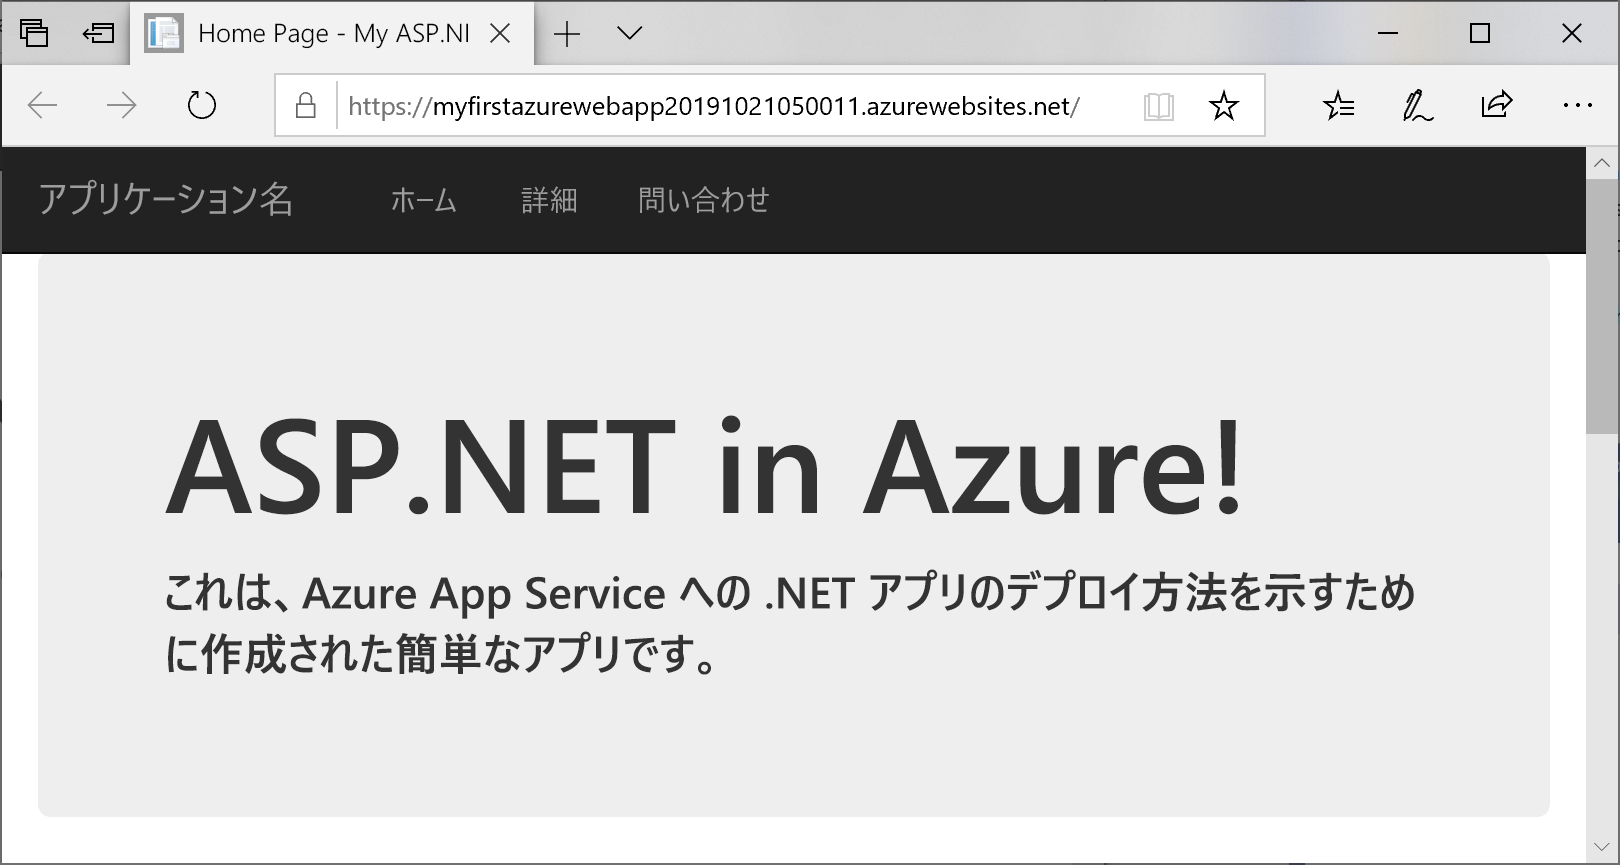 Home Page - My ASP.NI
https://myfirstazurewebapp20191021050011.azurewebsites.net/
アプリケーション名 ホーム 詳細 問い合わせ
ASP.NET in Azure!
これは、Azure App Service への .NET アプリのデプロイ方法を示すため
に作成された簡単なアプリです。